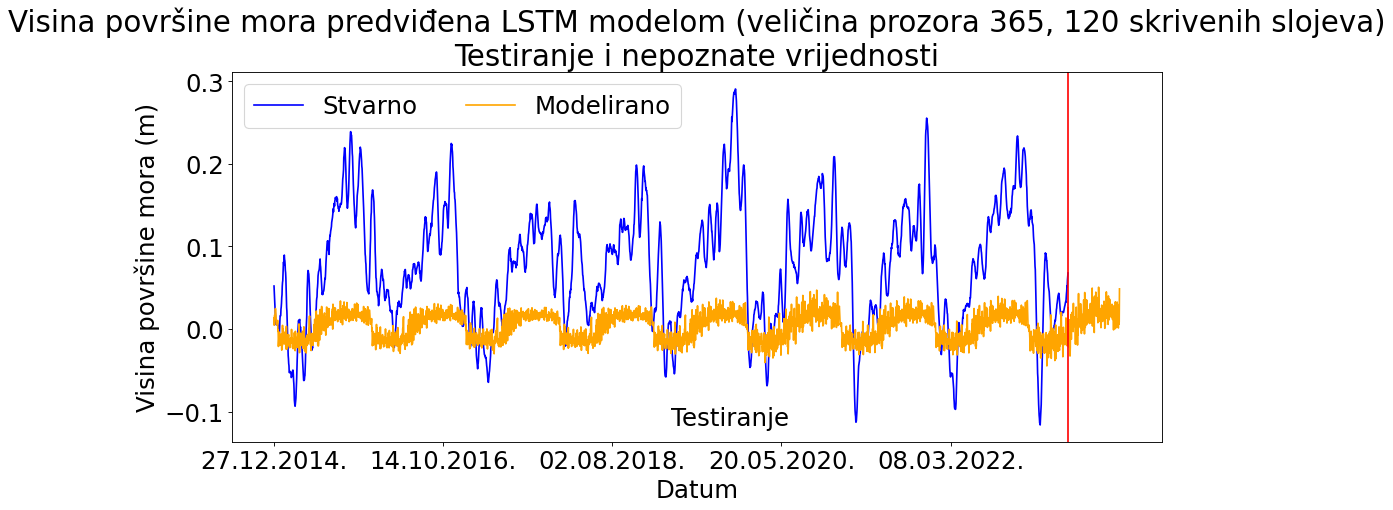 Visina površine mora predviđena LSTM modelom (veličina prozora 365, 120 skrivenih slojeva)
Testiranje i nepoznate vrijednosti
Stvarno Modelirano
Visina površine mora (m)
0.3
0.2
0.1
0.0
−0.1
Testiranje
27.12.2014. 14.10.2016. 02.08.2018. 20.05.2020. 08.03.2022.
Datum